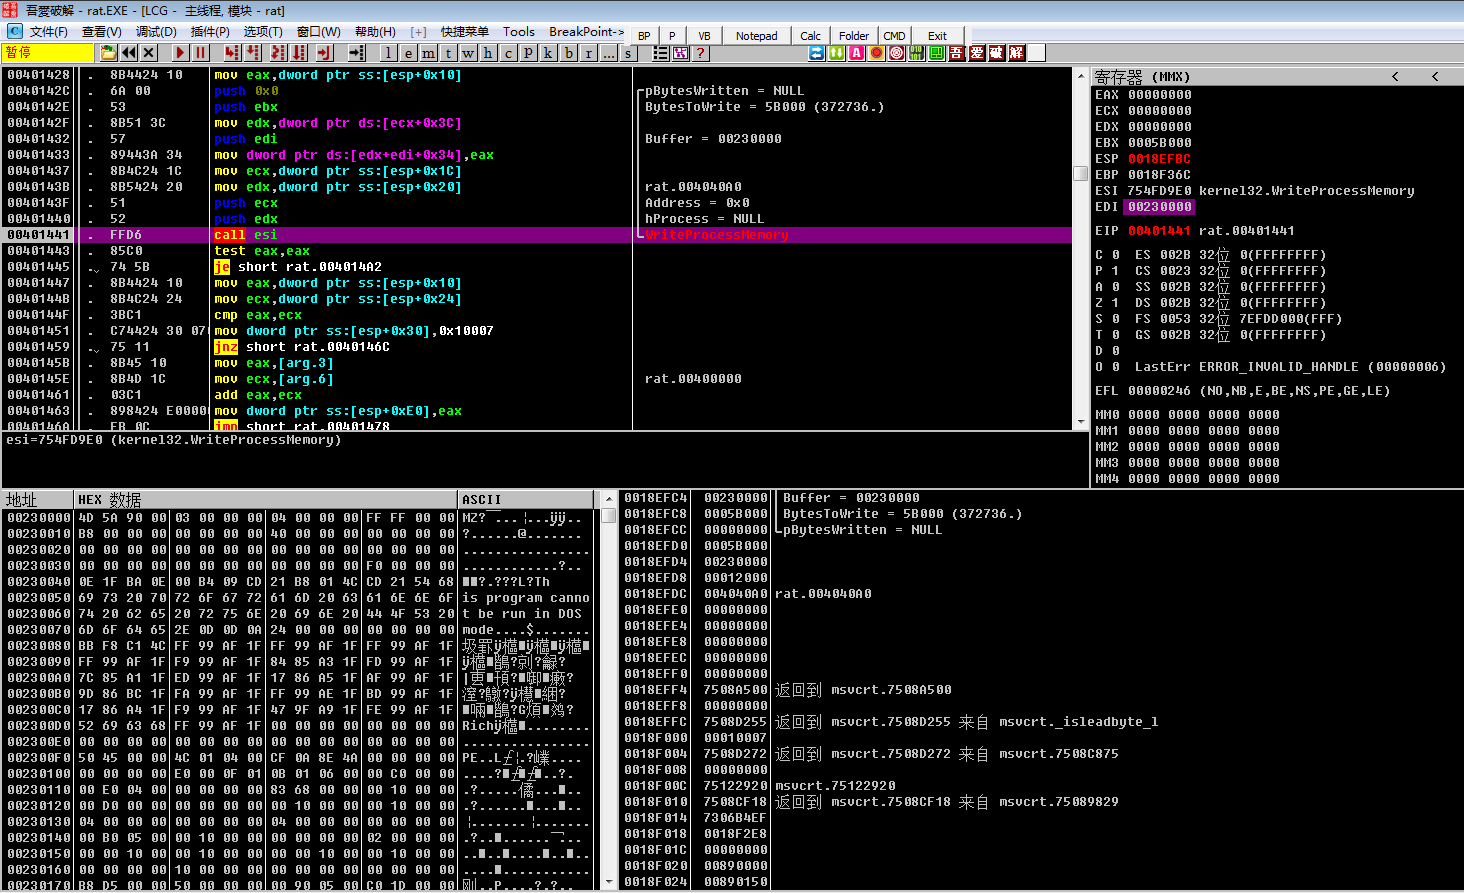 吾爱破解 - rat.EXE - [LCG - 主线程, 模块 - rat]
文件(F) 查看(V) 调试(D) 插件(P) 选项(T) 窗口(W) 帮助(H) [+] 快捷菜单 Tools BreakPoint-> BP P VB Notepad Calc Folder CMD Exit
暂停 l e m t w h c p k b r ... s
00401428 . 8B4424 10 mov eax,dword ptr ss:[esp+0x10]
0040142C . 6A 00 push 0x0 pBytesWritten = NULL
0040142E . 53 push ebx BytesToWrite = 5B000 (372736.)
0040142F . 8B51 3C mov edx,dword ptr ds:[ecx+0x3C]
00401432 . 57 push edi Buffer = 00230000
00401433 . 89443A 34 mov dword ptr ds:[edx+edi+0x34],eax
00401437 . 8B4C24 1C mov ecx,dword ptr ss:[esp+0x1C]
0040143B . 8B5424 20 mov edx,dword ptr ss:[esp+0x20] rat.004040A0
0040143F . 51 push ecx Address = 0x0
00401440 . 52 push edx hProcess = NULL
00401441 . FFD6 call esi WriteProcessMemory
00401443 . 85C0 test eax,eax
00401445 . 74 5B je short rat.004014A2
00401447 . 8B4424 10 mov eax,dword ptr ss:[esp+0x10]
0040144B . 8B4C24 24 mov ecx,dword ptr ss:[esp+0x24]
0040144F . 3BC1 cmp eax,ecx
00401451 . C74424 30 07 mov dword ptr ss:[esp+0x30],0x10007
00401459 . 75 11 jnz short rat.0040146C
0040145B . 8B45 10 mov eax,[arg.3]
0040145E . 8B4D 1C mov ecx,[arg.6] rat.00400000
00401461 . 03C1 add eax,ecx
00401463 . 898424 E0000 mov dword ptr ss:[esp+0xE0],eax
0040146A . EB 0C jmp short rat.00401478
esi=754FD9E0 (kernel32.WriteProcessMemory)
寄存器 (MMX) < <
EAX 00000000
ECX 00000000
EDX 00000000
EBX 0005B000
ESP 0018EFBC
EBP 0018F36C
ESI 754FD9E0 kernel32.WriteProcessMemory
EDI 00230000
EIP 00401441 rat.00401441
C 0 ES 002B 32位 0(FFFFFFFF)
P 1 CS 0023 32位 0(FFFFFFFF)
A 0 SS 002B 32位 0(FFFFFFFF)
Z 1 DS 002B 32位 0(FFFFFFFF)
S 0 FS 0053 32位 7EFDD000(FFF)
T 0 GS 002B 32位 0(FFFFFFFF)
D 0
O 0 LastErr ERROR_INVALID_HANDLE (00000006)
EFL 00000246 (NO,NB,E,BE,NS,PE,GE,LE)
MM0 0000 0000 0000 0000
MM1 0000 0000 0000 0000
MM2 0000 0000 0000 0000
MM3 0000 0000 0000 0000
MM4 0000 0000 0000 0000
地址 HEX 数据 ASCII
00230000 4D 5A 90 00 03 00 00 00 04 00 00 00 FF FF 00 00
00230010 B8 00 00 00 00 00 00 00 40 00 00 00 00 00 00 00 ?.......@.......
00230020 00 00 00 00 00 00 00 00 00 00 00 00 00 00 00 00 ................
00230030 00 00 00 00 00 00 00 00 00 00 00 00 F0 00 00 00 ............?...
00230040 0E 1F BA 0E 00 B4 09 CD 21 B8 01 4C CD 21 54 68
00230050 69 73 20 70 72 6F 67 72 61 6D 20 63 61 6E 6E 6F is program canno
00230060 74 20 62 65 20 72 75 6E 20 69 6E 20 44 4F 53 20 t be run in DOS
00230070 6D 6F 64 65 2E 0D 0D 0A 24 00 00 00 00 00 00 00 mode....$.......
00230080 BB F8 C1 4C FF 99 AF 1F FF 99 AF 1F FF 99 AF 1F
00230090 FF 99 AF 1F F9 99 AF 1F 84 85 A3 1F FD 99 AF 1F
002300A0 7C 85 A1 1F ED 99 AF 1F 17 86 A5 1F AF 99 AF 1F
002300B0 9D 86 BC 1F FA 99 AF 1F FF 99 AE 1F BD 99 AF 1F
002300C0 17 86 A4 1F F9 99 AF 1F 47 9F A9 1F FE 99 AF 1F
002300D0 52 69 63 68 FF 99 AF 1F 00 00 00 00 00 00 00 00
002300E0 00 00 00 00 00 00 00 00 00 00 00 00 00 00 00 00 ................
002300F0 50 45 00 00 4C 01 04 00 CF 0A 8E 4A 00 00 00 00
00230100 00 00 00 00 E0 00 0F 01 0B 01 06 00 00 C0 00 00
00230110 00 E0 04 00 00 00 00 00 83 68 00 00 00 10 00 00
00230120 00 D0 00 00 00 00 00 00 00 10 00 00 00 10 00 00
00230130 04 00 00 00 00 00 00 00 04 00 00 00 00 00 00 00
00230140 00 B0 05 00 00 10 00 00 00 00 00 00 02 00 00 00
00230150 00 00 10 00 00 10 00 00 00 00 10 00 00 10 00 00
00230160 00 00 00 00 10 00 00 00 00 00 00 00 00 00 00 00
00230170 B8 D5 00 00 50 00 00 00 00 90 05 00 C0 1D 00 00
0018EFC4 00230000 Buffer = 00230000
0018EFC8 0005B000 BytesToWrite = 5B000 (372736.)
0018EFCC 00000000 pBytesWritten = NULL
0018EFD0 0005B000
0018EFD4 00230000
0018EFD8 00012000
0018EFDC 004040A0 rat.004040A0
0018EFE0 00000000
0018EFE4 00000000
0018EFE8 00000000
0018EFEC 00000000
0018EFF0 00000000
0018EFF4 7508A500 返回到 msvcrt.7508A500
0018EFF8 00000000
0018EFFC 7508D255 返回到 msvcrt.7508D255 来自 msvcrt._isleadbyte_l
0018F000 00010007
0018F004 7508D272 返回到 msvcrt.7508D272 来自 msvcrt.7508C875
0018F008 00000000
0018F00C 75122920 msvcrt.75122920
0018F010 7508CF18 返回到 msvcrt.7508CF18 来自 msvcrt.75089829
0018F014 7306B4EF
0018F018 0018F2E8
0018F01C 00000000
0018F020 00890000
0018F024 00890150